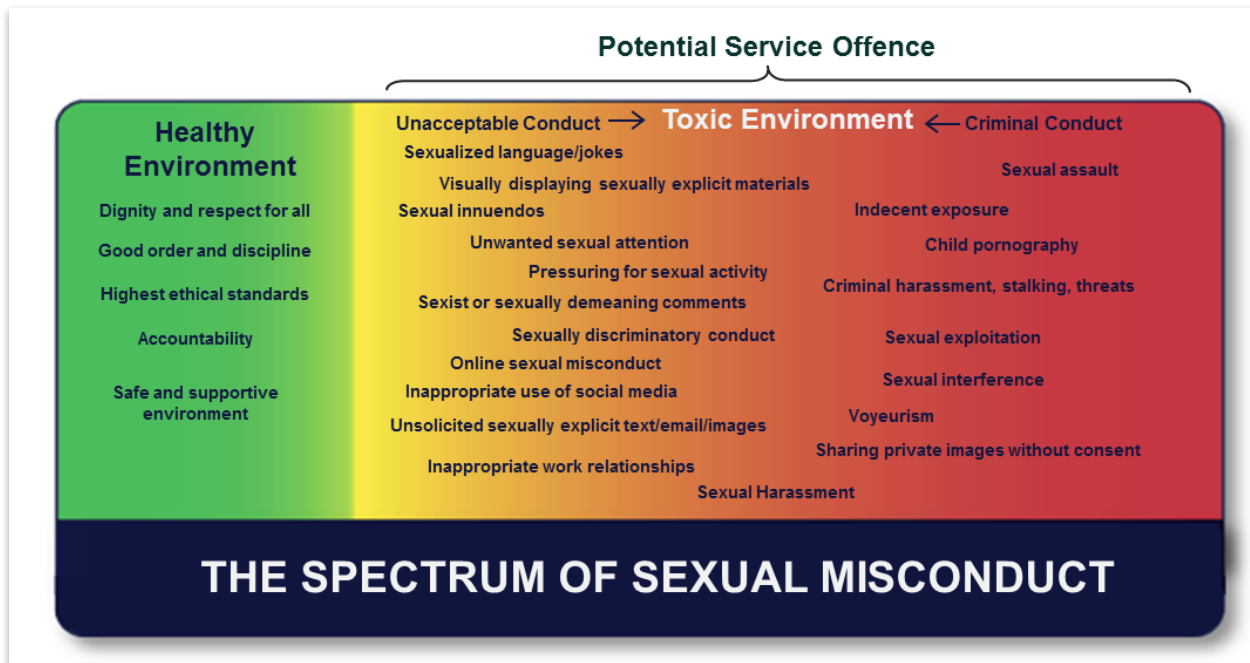 Potential Service Offence
Healthy
Environment
Dignity and respect for all
Good order and discipline
Highest ethical standards
Accountability
Safe and supportive
environment
Unacceptable Conduct → Toxic Environment ← Criminal Conduct
Sexualized language/jokes
Sexual assault
Visually displaying sexually explicit materials
Sexual innuendos
Indecent exposure
Unwanted sexual attention
Child pornography
Pressuring for sexual activity
Criminal harassment, stalking, threats
Sexist or sexually demeaning comments
Sexually discriminatory conduct
Sexual exploitation
Online sexual misconduct
Sexual interference
Inappropriate use of social media
Voyeurism
Unsolicited sexually explicit text/email/images
Sharing private images without consent
Inappropriate work relationships
Sexual Harassment
THE SPECTRUM OF SEXUAL MISCONDUCT